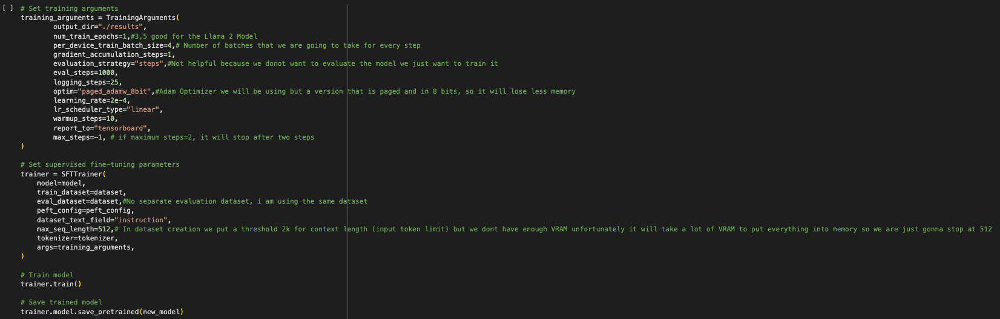 [ ] # Set training arguments
training_arguments = TrainingArguments(
        output_dir="./results",
        num_train_epochs=1,#3,5 good for the Llama 2 Model
        per_device_train_batch_size=4,# Number of batches that we are going to take for every step
        gradient_accumulation_steps=1,
        evaluation_strategy="steps",#Not helpful because we donot want to evaluate the model we just want to train it
        eval_steps=1000,
        logging_steps=25,
        optim="paged_adamw_8bit",#Adam Optimizer we will be using but a version that is paged and in 8 bits, so it will lose less memory
        learning_rate=2e-4,
        lr_scheduler_type="linear",
        warmup_steps=10,
        report_to="tensorboard",
        max_steps=-1, # if maximum steps=2, it will stop after two steps
)
# Set supervised fine-tuning parameters
trainer = SFTTrainer(
    model=model,
    train_dataset=dataset,
    eval_dataset=dataset,#No separate evaluation dataset, i am using the same dataset
    peft_config=peft_config,
    dataset_text_field="instruction",
    max_seq_length=512,# In dataset creation we put a threshold 2k for context length (input token limit) but we dont have enough VRAM unfortunately it will take a lot of VRAM to put everything into memory so we are just gonna stop at 512
    tokenizer=tokenizer,
    args=training_arguments,
)
# Train model
trainer.train()
# Save trained model
trainer.model.save_pretrained(new_model)